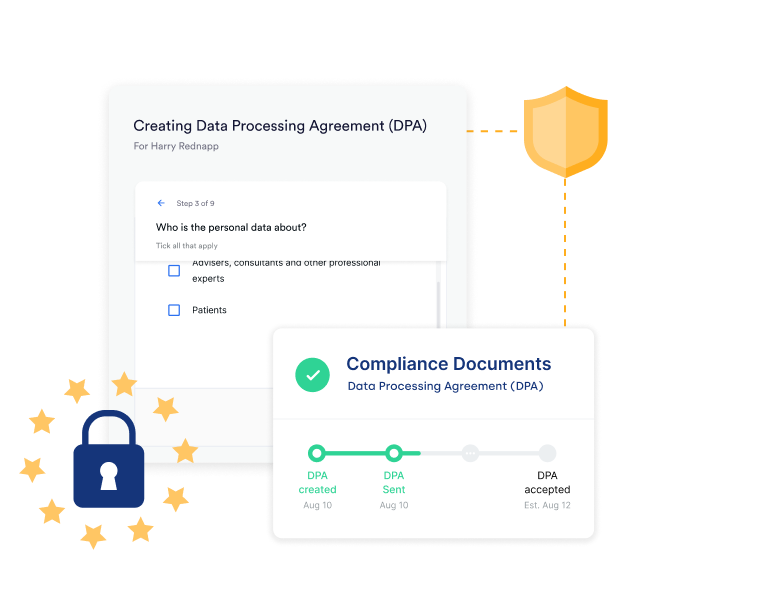 Creating Data Processing Agreement (DPA)
For Harry Rednapp
Step 3 of 9
Who is the personal data about?
Tick all that apply
Advisers, consultants and other professional
experts
Patients
Compliance Documents
Data Processing Agreement (DPA)
DPA
created
Aug 10
DPA
Sent
Aug 10
DPA
accepted
Est. Aug 12